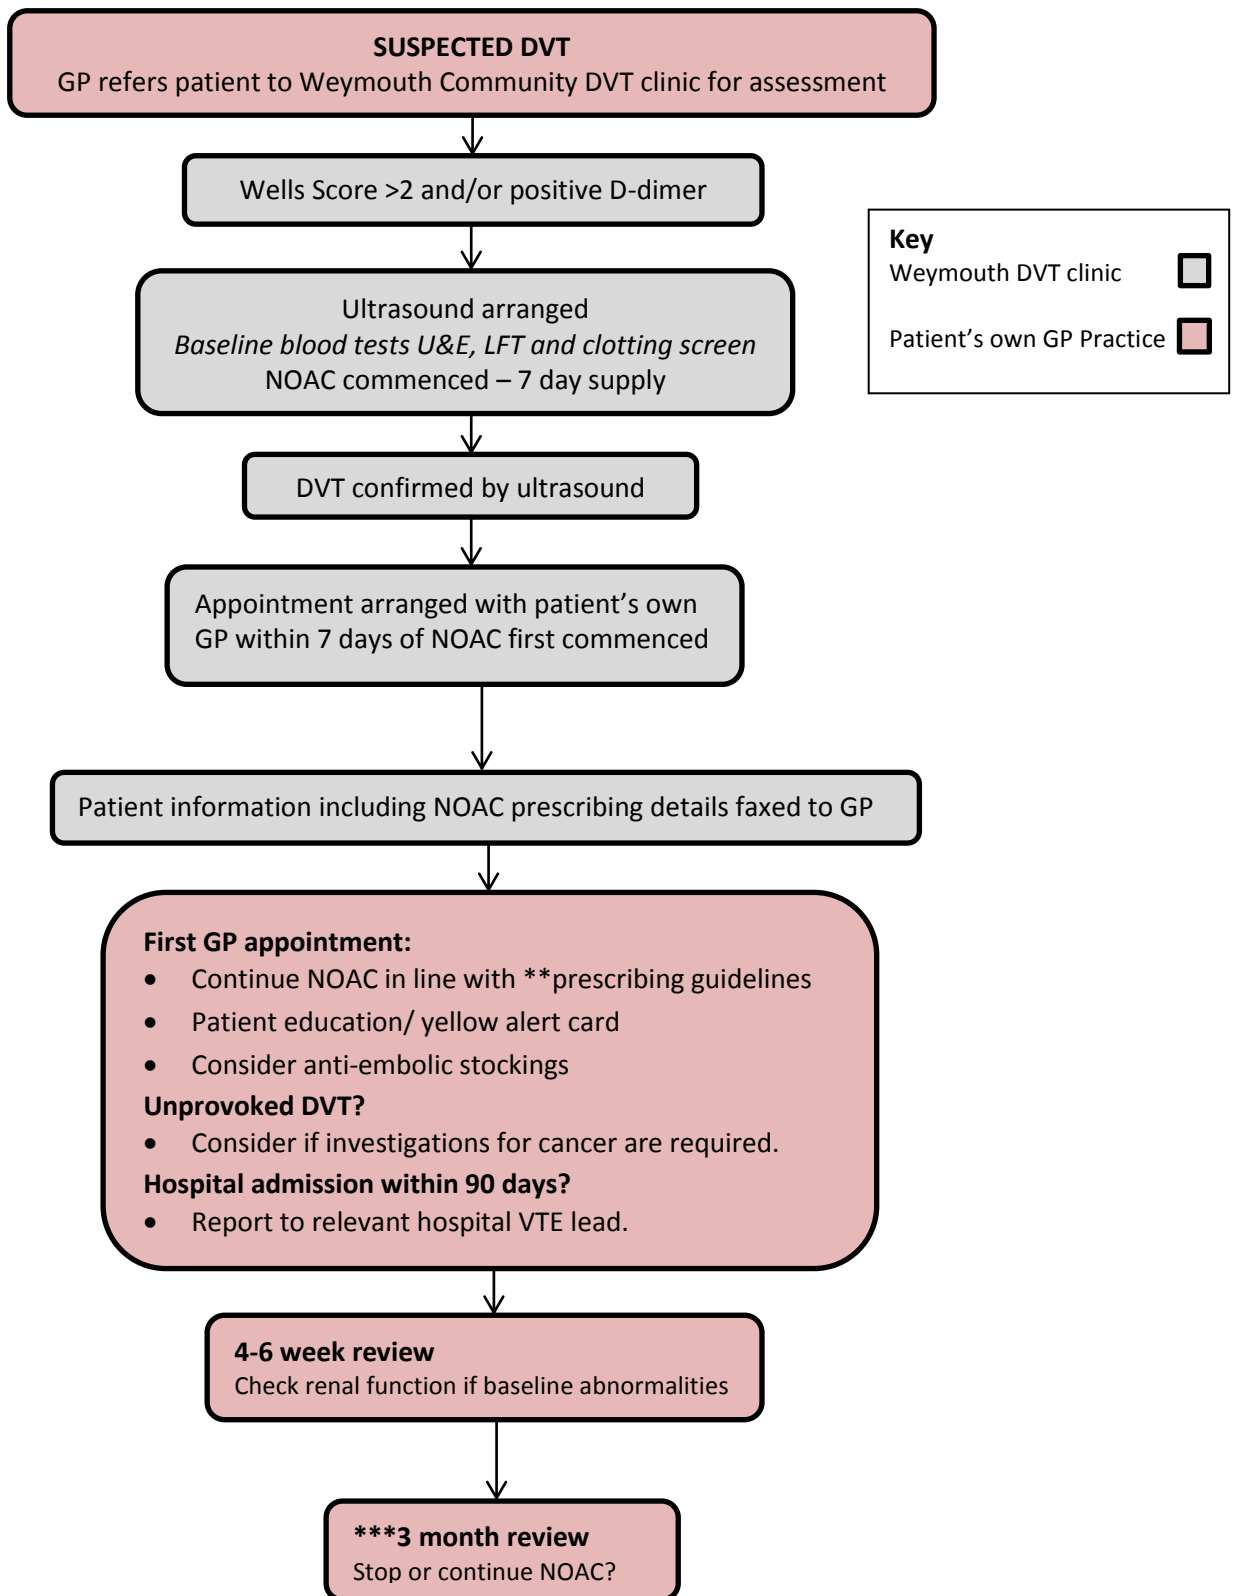 SUSPECTED DVT
GP refers patient to Weymouth Community DVT clinic for assessment
Wells Score >2 and/or positive D-dimer
Key
Weymouth DVT clinic
Patient's own GP Practice
Ultrasound arranged
Baseline blood tests U&E, LFT and clotting screen
NOAC commenced – 7 day supply
DVT confirmed by ultrasound
Appointment arranged with patient's own
GP within 7 days of NOAC first commenced
Patient information including NOAC prescribing details faxed to GP
First GP appointment:
• Continue NOAC in line with **prescribing guidelines
• Patient education/ yellow alert card
• Consider anti-embolic stockings
Unprovoked DVT?
• Consider if investigations for cancer are required.
Hospital admission within 90 days?
• Report to relevant hospital VTE lead.
4-6 week review
Check renal function if baseline abnormalities
***3 month review
Stop or continue NOAC?